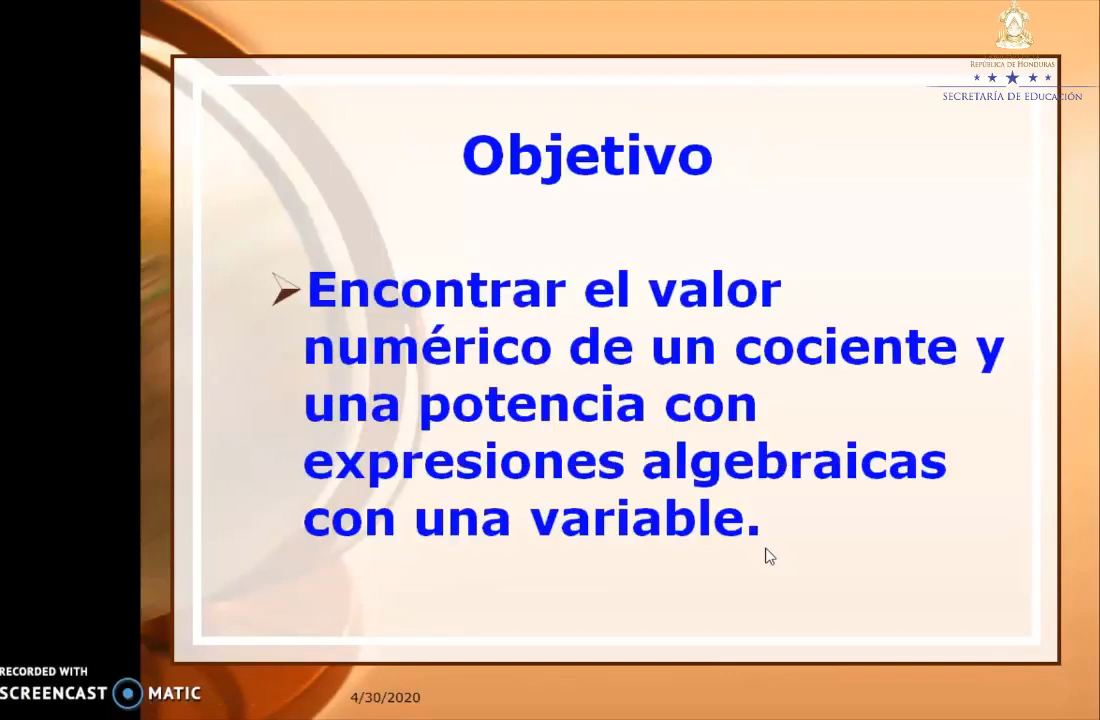 REPÚBLICA DE HONDURAS
SECRETARÍA DE EDUCACIÓN
Objetivo
Encontrar el valor
numérico de un cociente y
una potencia con
expresiones algebraicas
con una variable.
RECORDED WITH
SCREENCAST MATIC
4/30/2020